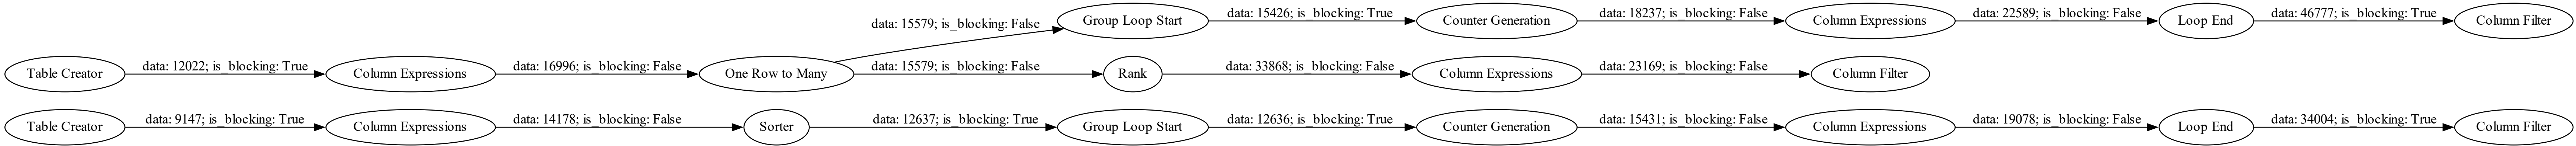 data: 15579; is_blocking: False
Group Loop Start
data: 15426; is_blocking: True
Counter Generation
data: 18237; is_blocking: False
Column Expressions
data: 22589; is_blocking: False
Loop End
data: 46777; is_blocking: True
Column Filter
Table Creator
data: 12022; is_blocking: True
Column Expressions
data: 16996; is_blocking: False
One Row to Many
data: 15579; is_blocking: False
Rank
data: 33868; is_blocking: False
Column Expressions
data: 23169; is_blocking: False
Column Filter
Table Creator
data: 9147; is_blocking: True
Column Expressions
data: 14178; is_blocking: False
Sorter
data: 12637; is_blocking: True
Group Loop Start
data: 12636; is_blocking: True
Counter Generation
data: 15431; is_blocking: False
Column Expressions
data: 19078; is_blocking: False
Loop End
data: 34004; is_blocking: True
Column Filter